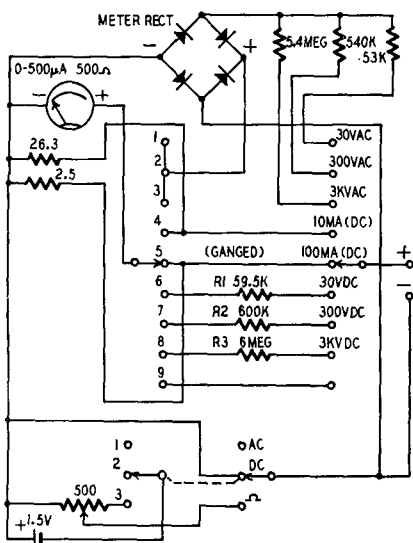 METER RECT
- +
5.4MEG 540K
53K
0-500μA 500Ω
- +
26.3
2.5
1 30VAC
2 300VAC
3 3KVAC
4 10MA(DC)
5 (GANGED) 100MA(DC) +
6 R1 59.5K 30VDC -
7 R2 600K 300VDC
8 R3 6MEG 3KVDC
9
1 AC
2 DC
500 3 Ω
+ 1.5V